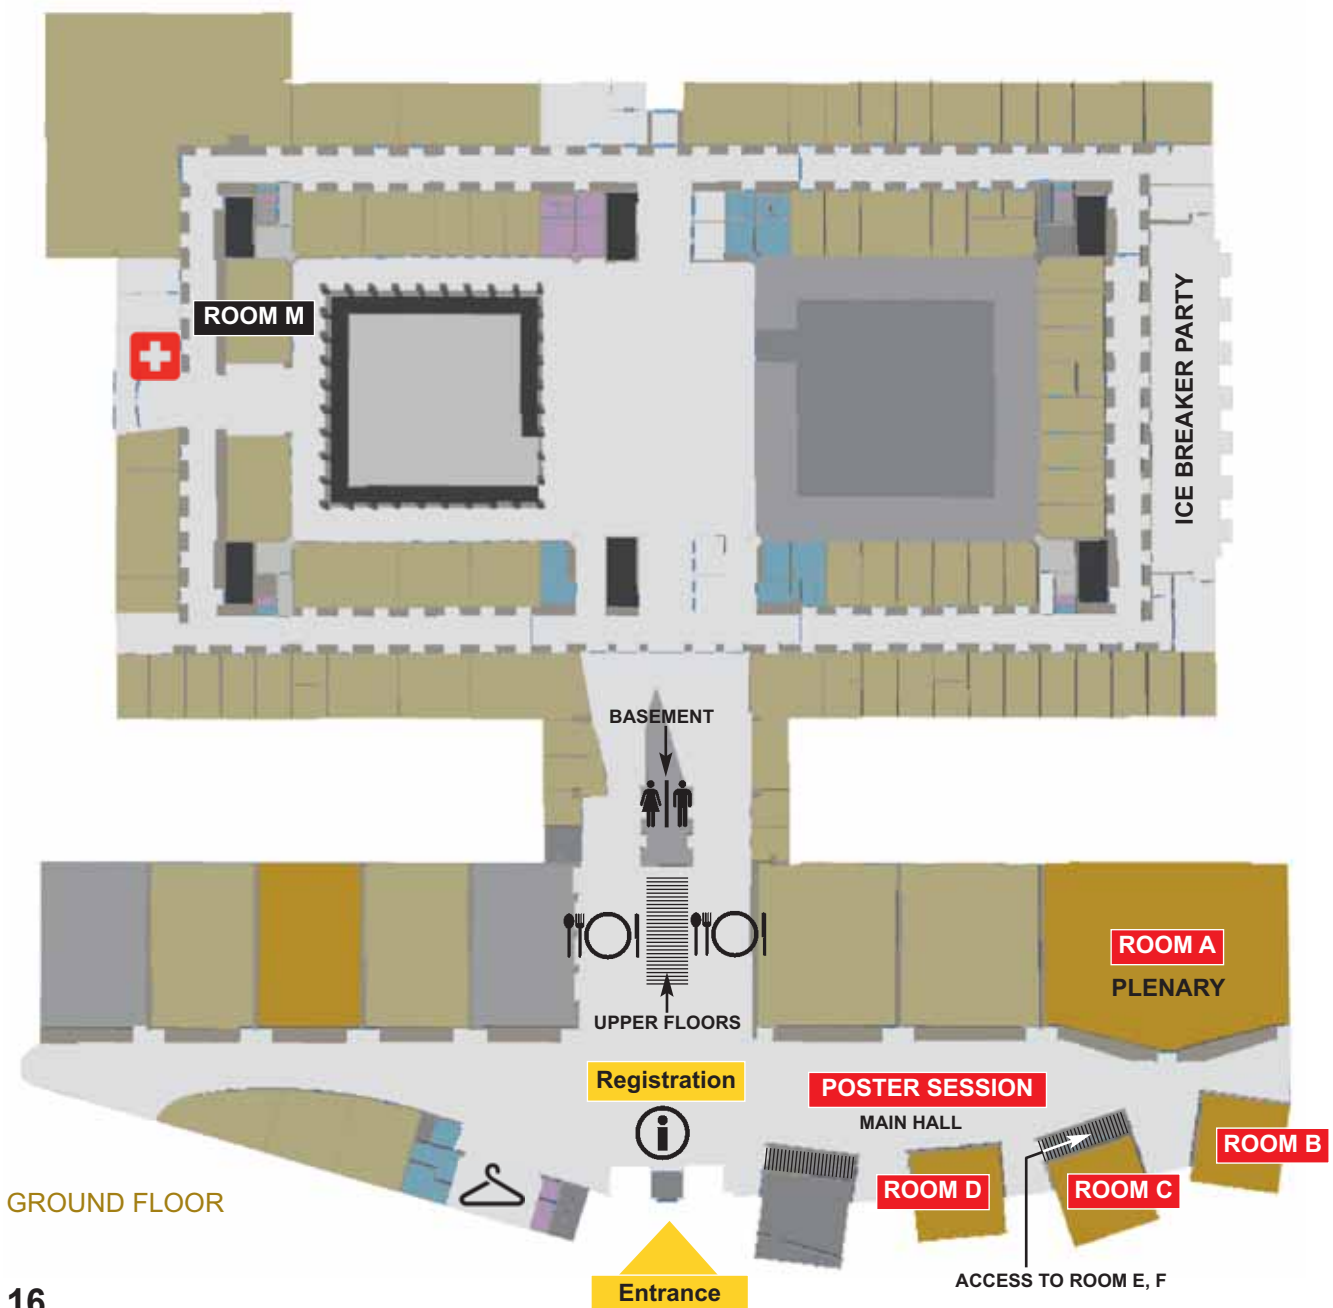 ROOM M
ICE BREAKER PARTY
BASEMENT
ROOM A
PLENARY
UPPER FLOORS
Registration
POSTER SESSION
MAIN HALL
ROOM B
ROOM D
ROOM C
GROUND FLOOR
ACCESS TO ROOM E, F
Entrance
16